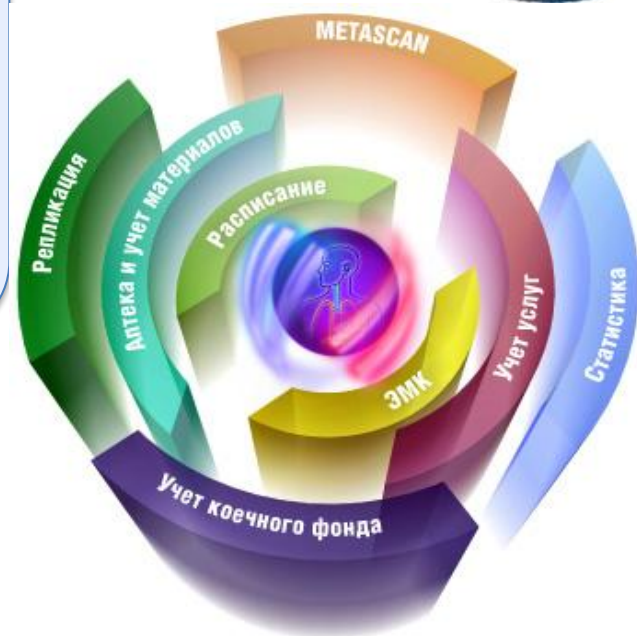 METASCAN
Репликация
Аптека и учет материалов
Расписание
ЭМК
Учет услуг
Статистика
Учет коечного фонда